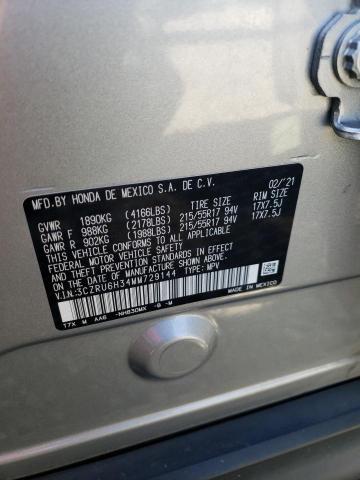 MFD.BY HONDA DE MEXICO S.A. DE C.V. 02/'21
TIRE SIZE RIM SIZE
GVWR 1890KG (4166LBS)
GAWR F 988KG (2178LBS) 215/55R17 94V 17X7.5J
GAWR R 902KG (1988LBS) 215/55R17 94V 17X7.5J
THIS VEHICLE CONFORMS TO ALL APPLICABLE
FEDERAL MOTOR VEHICLE SAFETY STANDARDS
IN EFFECT ON THE DATE OF
MANUFACTURE SHOWN ABOVE.
V.I.N:3CZRU6H34MM729144 TYPE: MPV
T7X M AA6 -NH830MX -B -M
MADE IN MEXICO